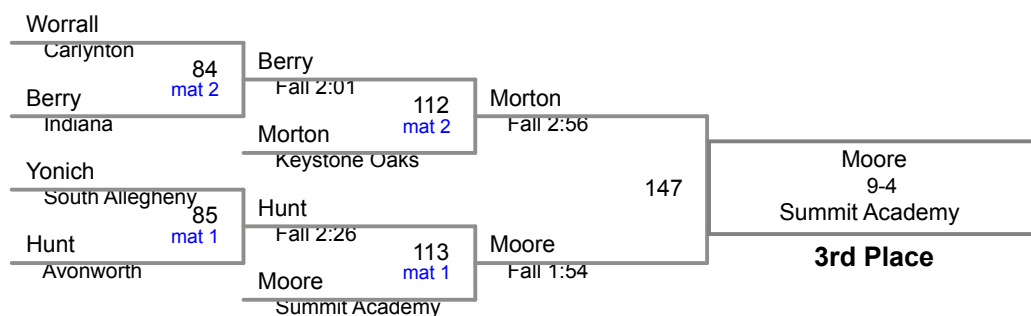 Worrall
Carlynton
84
mat 2
Berry
Indiana
Berry
Fall 2:01
112
mat 2
Morton
Keystone Oaks
Morton
Fall 2:56
Yonich
South Allegheny
85
mat 1
Hunt
Avonworth
Hunt
Fall 2:26
113
mat 1
Moore
Summit Academy
Moore
Fall 1:54
147
Moore
9-4
Summit Academy
3rd Place